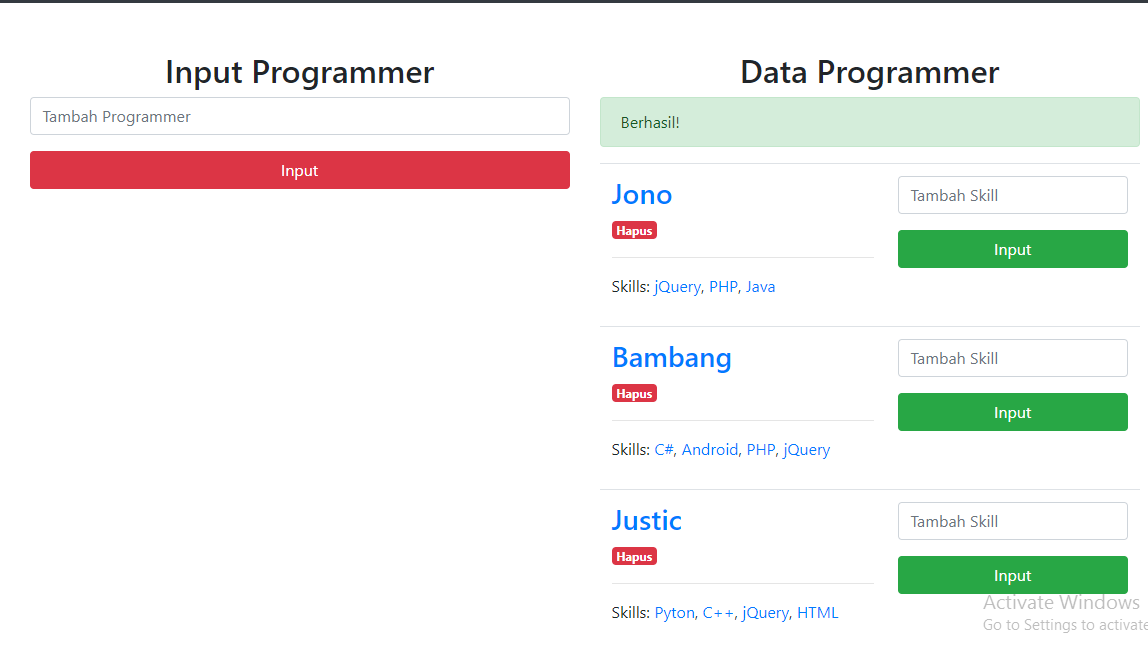 Input Programmer
Tambah Programmer
Input
Data Programmer
Berhasil!
Jono
Hapus
Skills: jQuery, PHP, Java
Tambah Skill
Input
Bambang
Hapus
Skills: C#, Android, PHP, jQuery
Tambah Skill
Input
Justic
Hapus
Skills: Pyton, C++, jQuery, HTML
Tambah Skill
Input
Activate Windows
Go to Settings to activate